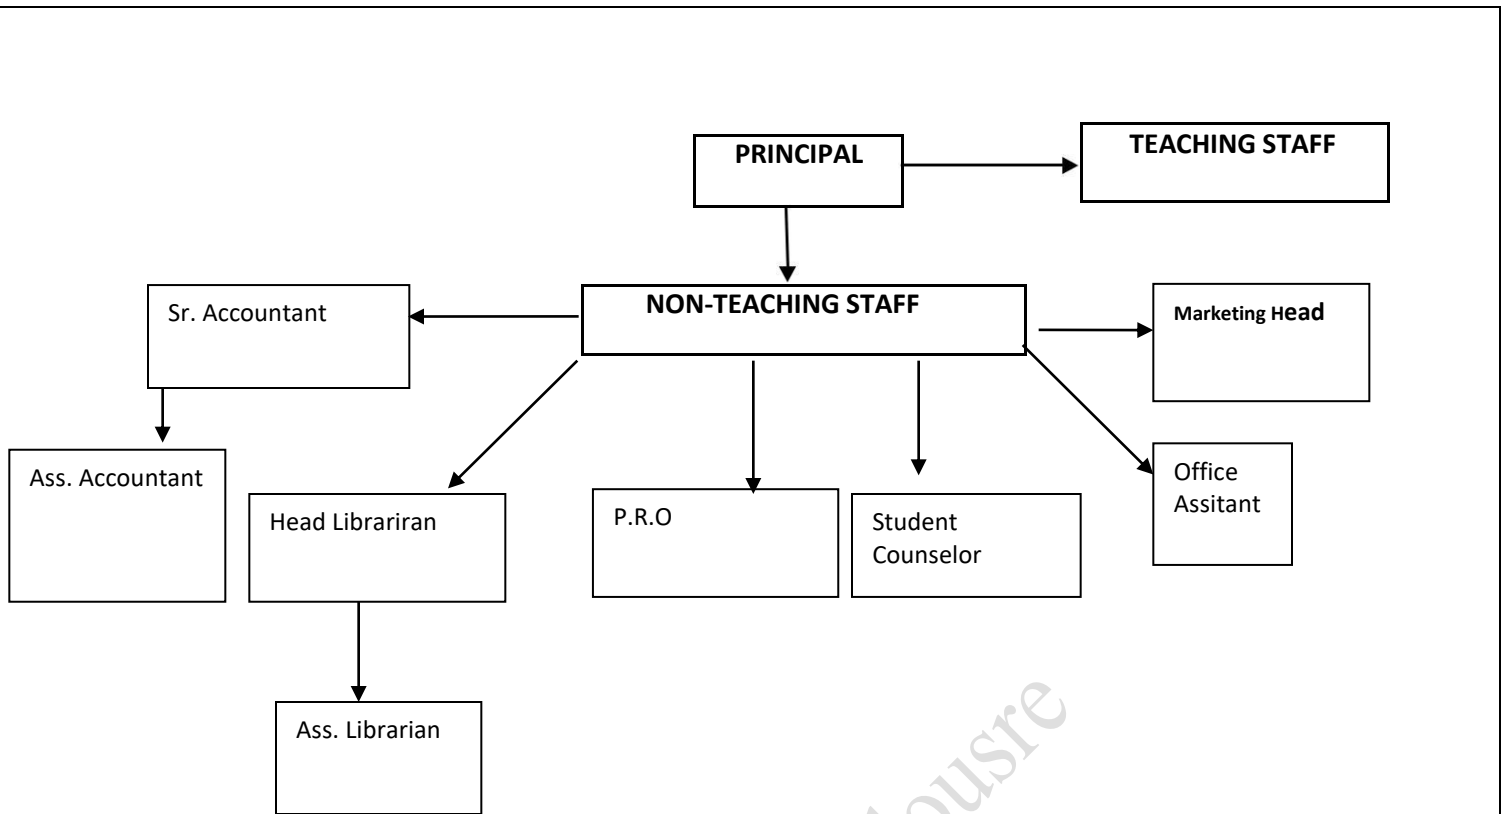 PRINCIPAL
TEACHING STAFF
NON-TEACHING STAFF
Sr. Accountant
Marketing Head
Ass. Accountant
Head Librariran
P.R.O
Student
Counselor
Office
Assitant
Ass. Librarian